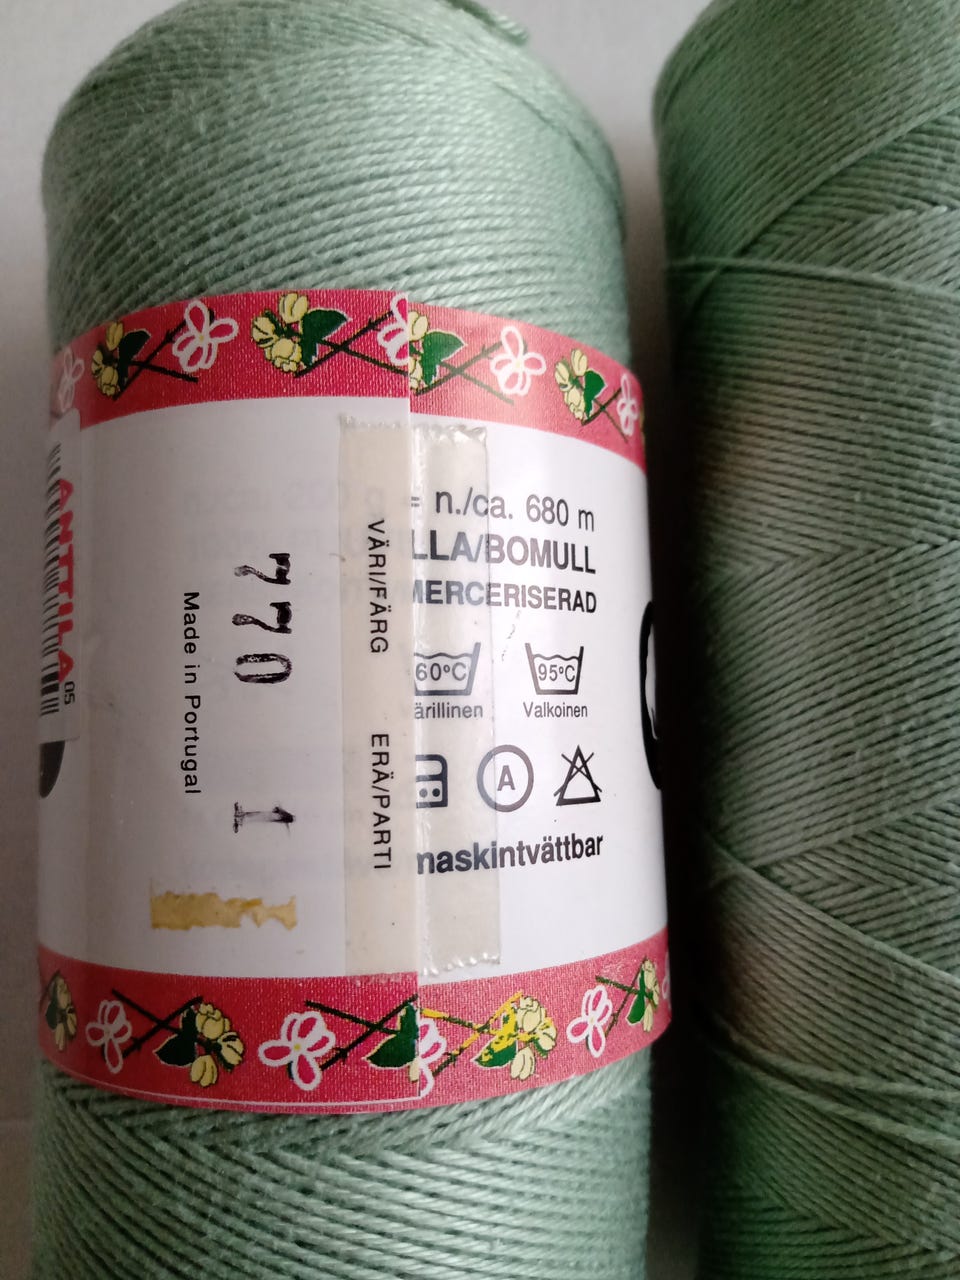 = n./ca. 680 m
LLA/BOMULL
MERCERISERAD
60°C
95°C
ärillinen
Valkoinen
A
maskintvättbar
VÄRI/FÄRG
ERÄ/PARTI
770
1
Made in Portugal
ANTTILA
05